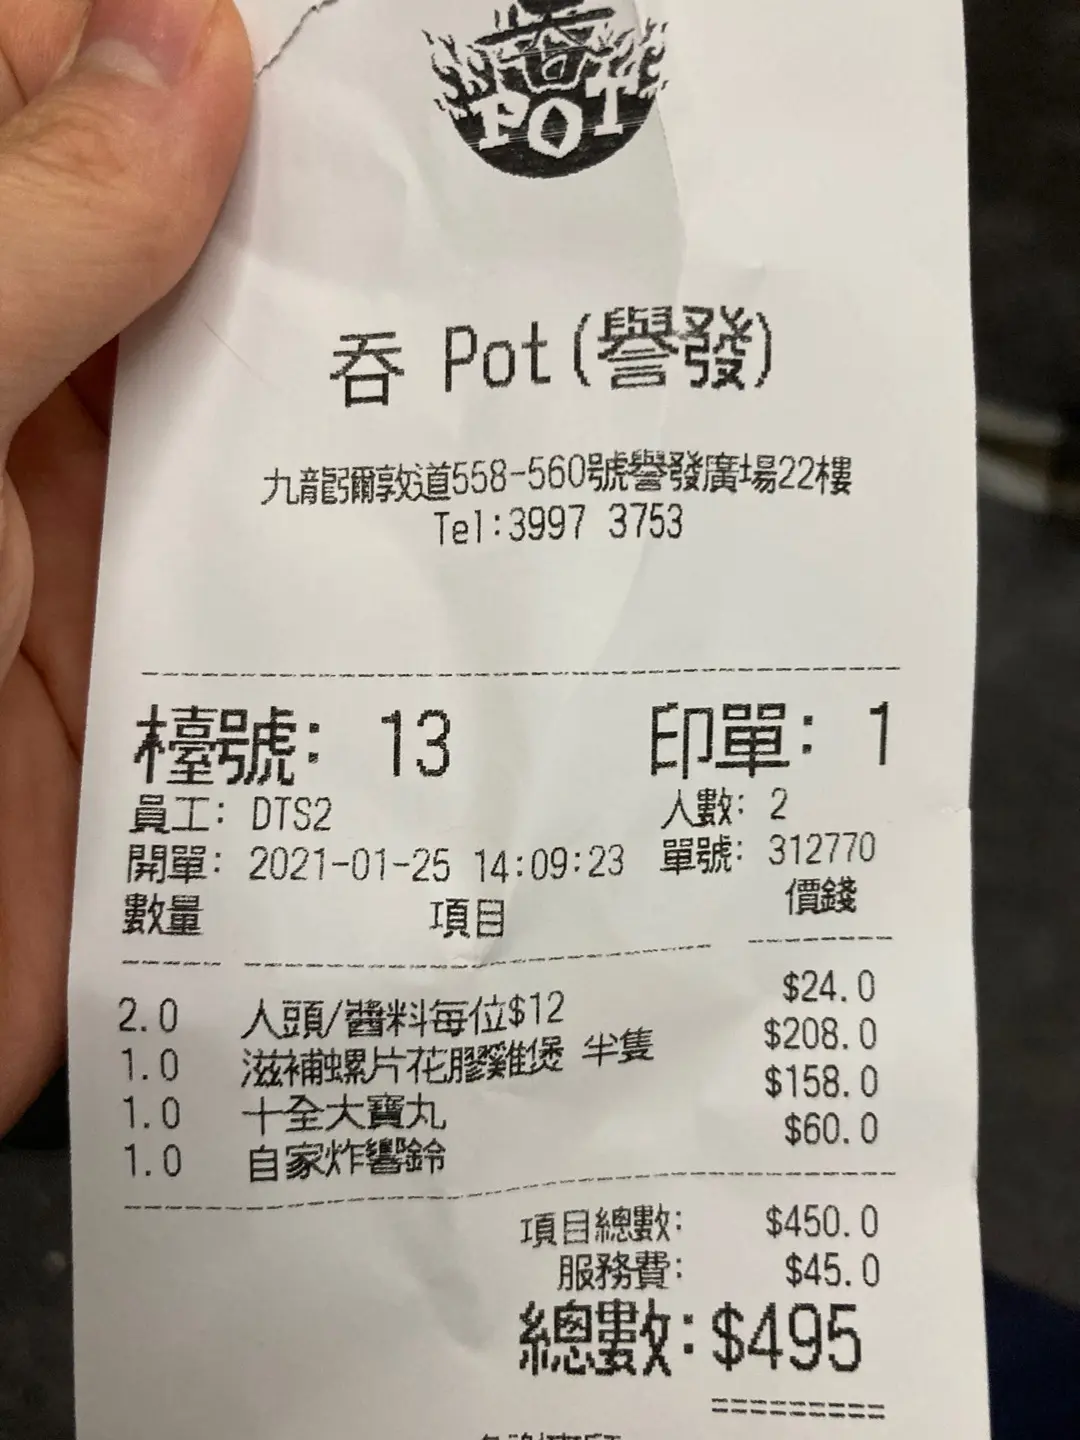 吞
POT
吞 Pot(譽發)
九龍彌敦道558-560號譽發廣場22樓
Tel:3997 3753
檯號: 13 印單: 1
員工: DTS2 人數: 2
開單: 2021-01-25 14:09:23 單號: 312770
數量 項目 價錢
2.0 人頭/醬料每位$12 $24.0
1.0 滋補螺片花膠雞煲 半隻 $208.0
1.0 十全大寶丸 $158.0
1.0 自家炸響鈴 $60.0
項目總數: $450.0
服務費: $45.0
總數: $495